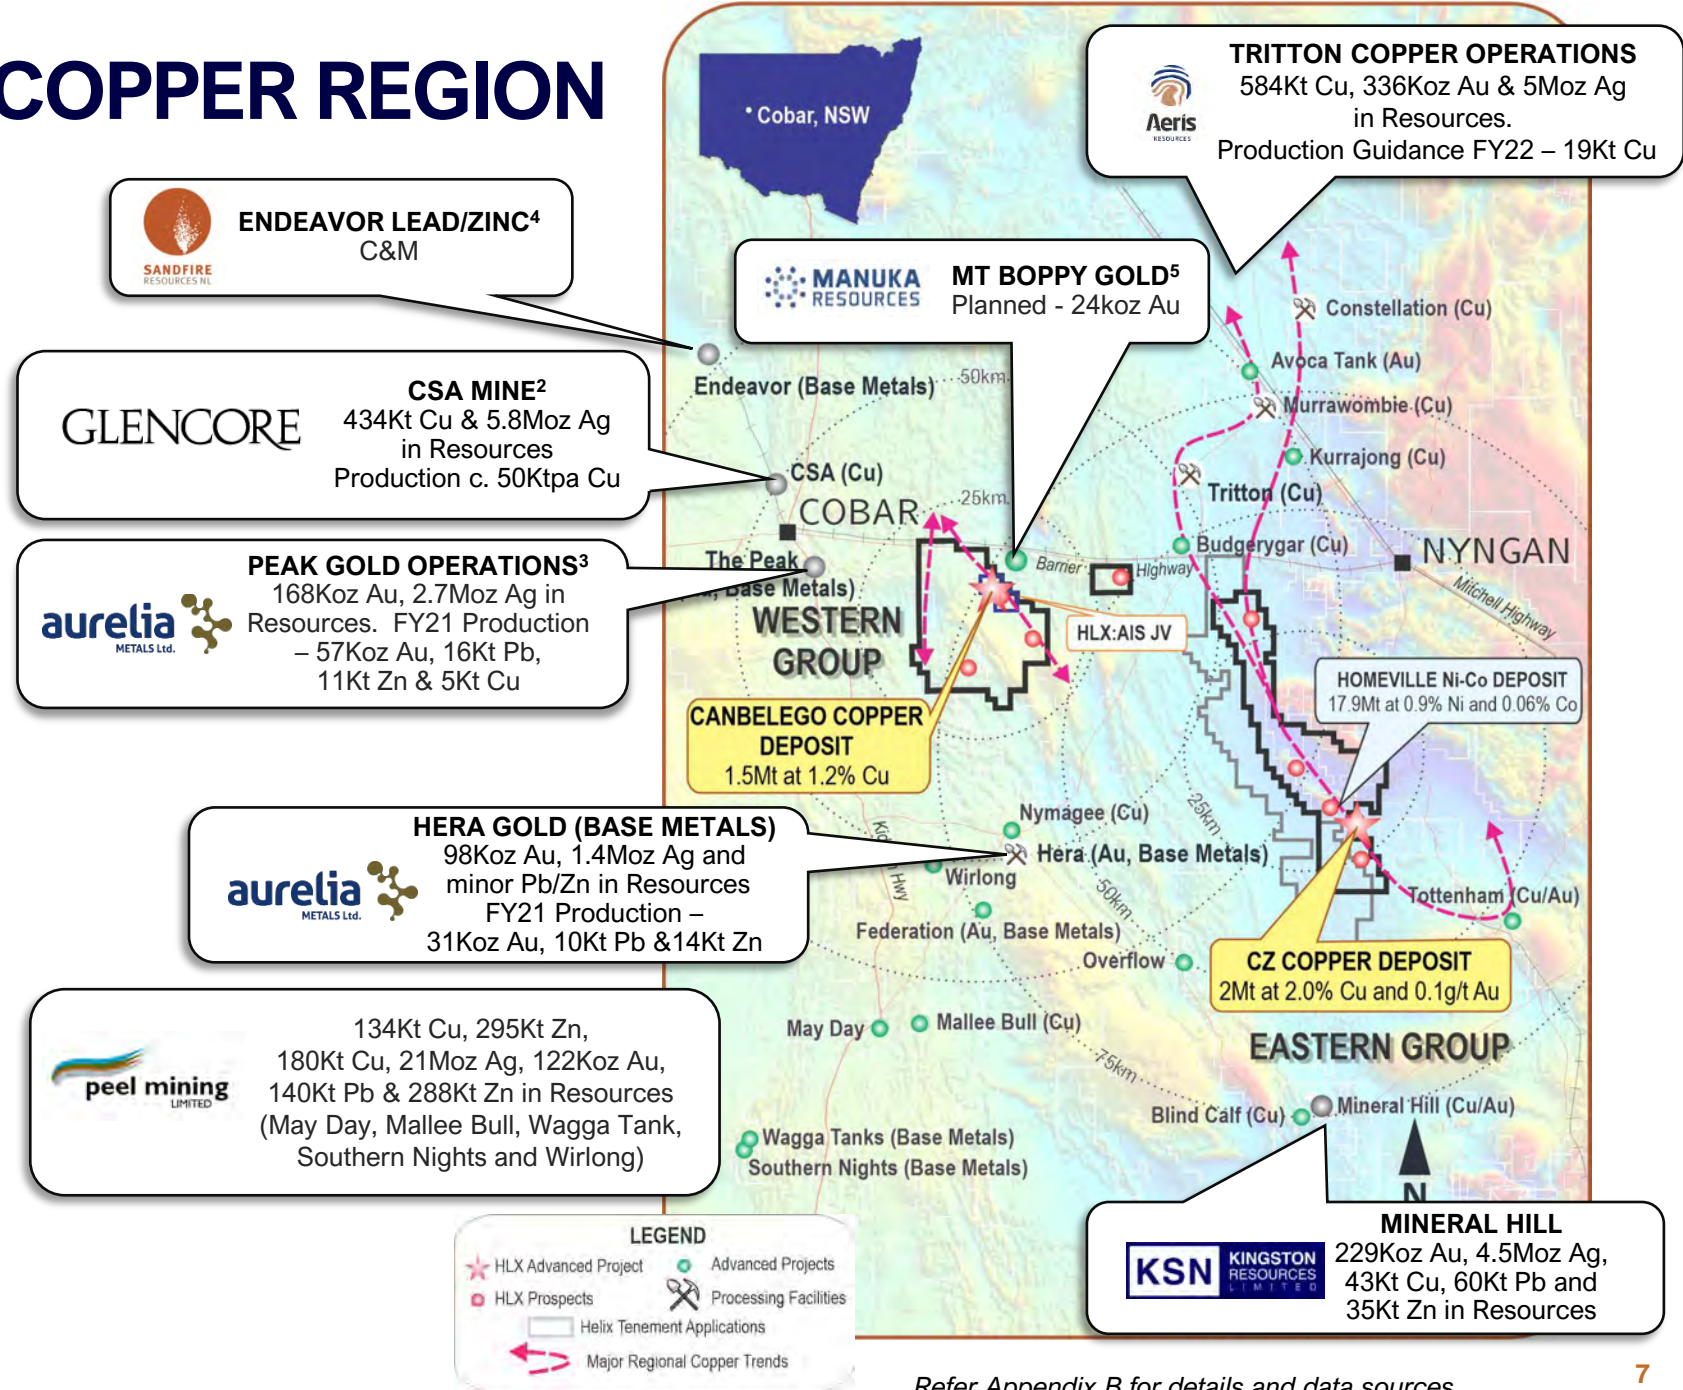 COPPER REGION
Cobar, NSW
Aeris
RESOURCES
TRITTON COPPER OPERATIONS
584Kt Cu, 336Koz Au & 5Moz Ag
in Resources.
Production Guidance FY22 – 19Kt Cu
SANDFIRE
RESOURCES NL
ENDEAVOR LEAD/ZINC4
C&M
MANUKA
RESOURCES
MT BOPPY GOLD5
Planned - 24koz Au
GLENCORE
CSA MINE2
434Kt Cu & 5.8Moz Ag
in Resources
Production c. 50Ktpa Cu
aurelia
METALS Ltd.
PEAK GOLD OPERATIONS3
168Koz Au, 2.7Moz Ag in
Resources. FY21 Production
– 57Koz Au, 16Kt Pb,
11Kt Zn & 5Kt Cu
Constellation (Cu)
Avoca Tank (Au)
Endeavor (Base Metals)
50km
Murrawombie (Cu)
Kurrajong (Cu)
CSA (Cu)
Tritton (Cu)
25km
COBAR
Budgerygar (Cu)
NYNGAN
The Peak
Base Metals)
Barrier Highway
Mitchell Highway
WESTERN
GROUP
HLX:AIS JV
HOMEVILLE Ni-Co DEPOSIT
17.9Mt at 0.9% Ni and 0.06% Co
CANBELEGO COPPER
DEPOSIT
1.5Mt at 1.2% Cu
aurelia
METALS Ltd.
HERA GOLD (BASE METALS)
98Koz Au, 1.4Moz Ag and
minor Pb/Zn in Resources
FY21 Production –
31Koz Au, 10Kt Pb &14Kt Zn
Hwy
Nymagee (Cu)
25km
Hera (Au, Base Metals)
Wirlong
50km
Tottenham (Cu/Au)
Federation (Au, Base Metals)
Overflow
CZ COPPER DEPOSIT
2Mt at 2.0% Cu and 0.1g/t Au
peel mining
LIMITED
134Kt Cu, 295Kt Zn,
180Kt Cu, 21Moz Ag, 122Koz Au,
140Kt Pb & 288Kt Zn in Resources
(May Day, Mallee Bull, Wagga Tank,
Southern Nights and Wirlong)
May Day
Mallee Bull (Cu)
EASTERN GROUP
75km
Blind Calf (Cu)
Mineral Hill (Cu/Au)
Wagga Tanks (Base Metals)
Southern Nights (Base Metals)
N
KSN
KINGSTON
RESOURCES
LIMITED
MINERAL HILL
229Koz Au, 4.5Moz Ag,
43Kt Cu, 60Kt Pb and
35Kt Zn in Resources
LEGEND
HLX Advanced Project
Advanced Projects
HLX Prospects
Processing Facilities
Helix Tenement Applications
Major Regional Copper Trends
Refer Appendix B for details and data sources
7